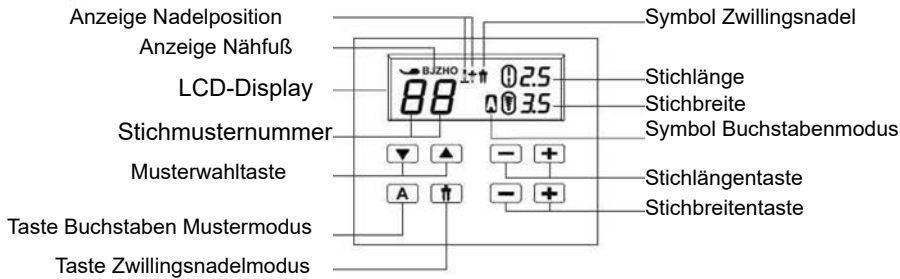 Anzeige Nadelposition
Anzeige Nähfuß
LCD-Display
Stichmusternummer
Musterwahltaste
Taste Buchstaben Mustermodus
Taste Zwillingsnadelmodus
BJZHO
88
2.5
3.5
A
A
Symbol Zwillingsnadel
Stichlänge
Stichbreite
Symbol Buchstabenmodus
Stichlängentaste
Stichbreitentaste